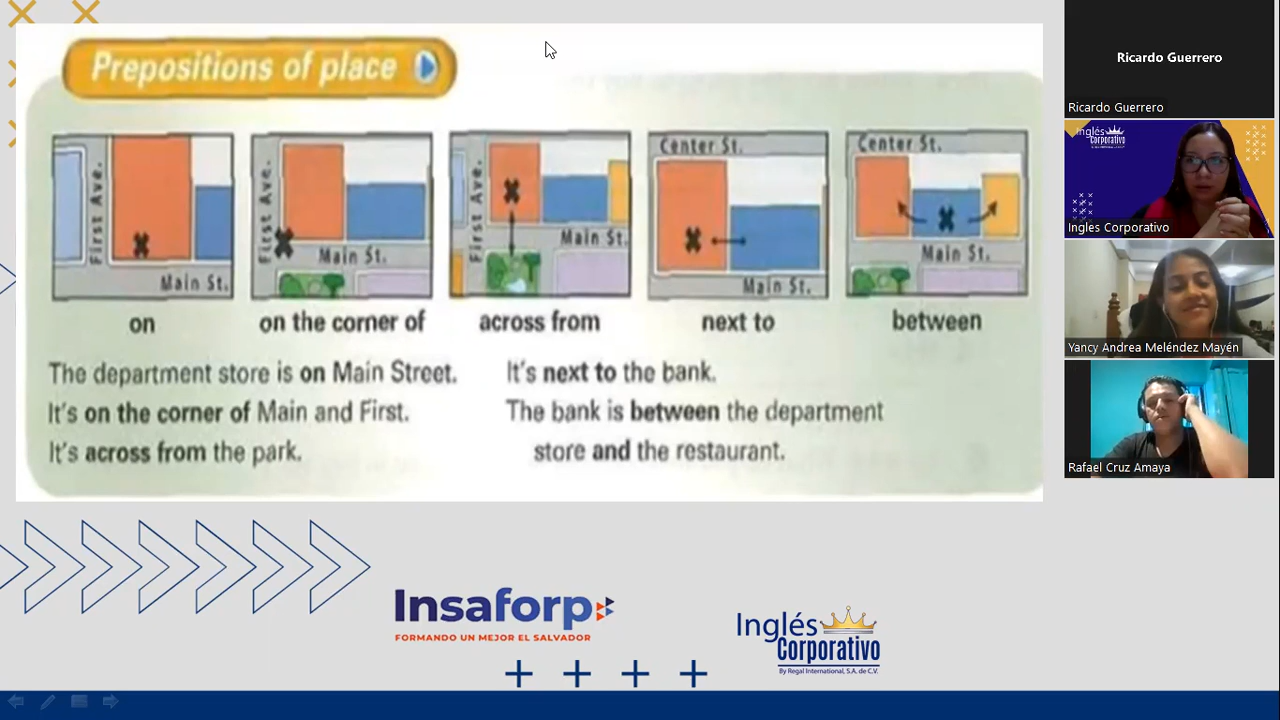 Prepositions of place
First Ave.
Main St.
First Ave.
Main St.
First Ave.
Main St.
Center St.
Main St.
Center St.
Main St.
on
on the corner of
across from
next to
between
The department store is on Main Street.
It's on the corner of Main and First.
It's across from the park.
It's next to the bank.
The bank is between the department
store and the restaurant.
Insaforp
FORMANDO UN MEJOR EL SALVADOR
Inglés
Corporativo
By Regal International, S.A. de C.V.
Ricardo Guerrero
Ricardo Guerrero
Inglés
Corporativo
Ingles Corporativo
Yancy Andrea Meléndez Mayén
Rafael Cruz Amaya